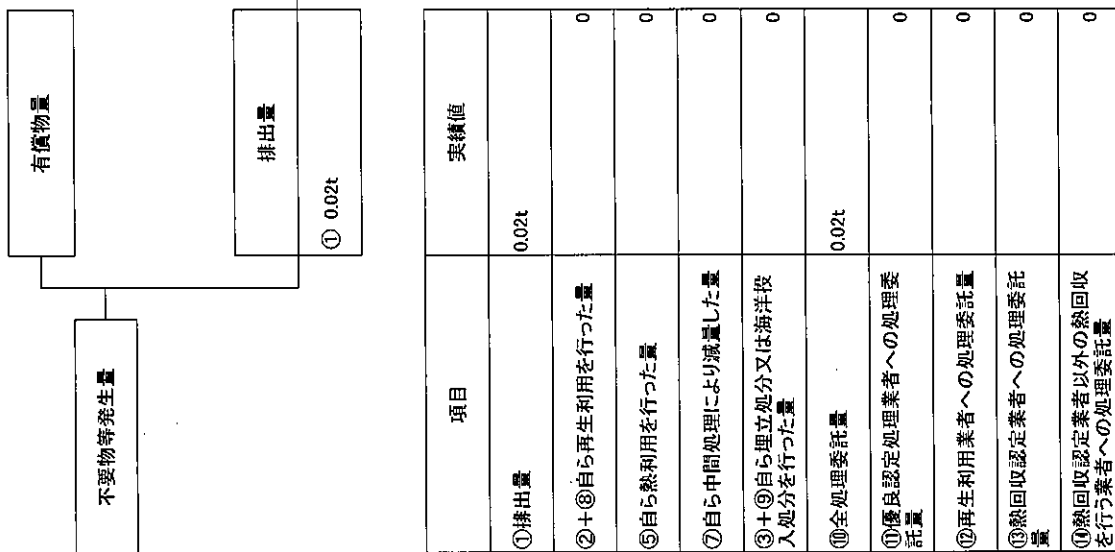 不要物等発生量
有償物量
排出量
① 0.02t
項目
実績値
①排出量
0.02t
②+⑧自ら再生利用を行った量
0
⑤自ら熱利用を行った量
0
⑦自ら中間処理により減量した量
0
③+⑨自ら埋立処分又は海洋投
入処分を行った量
0
⑩全処理委託量
0.02t
⑪優良認定処理業者への処理委
託量
0
⑫再生利用業者への処理委託量
0
⑬熱回収認定業者への処理委託
量
0
⑭熱回収認定業者以外の熱回収
を行う業者への処理委託量
0